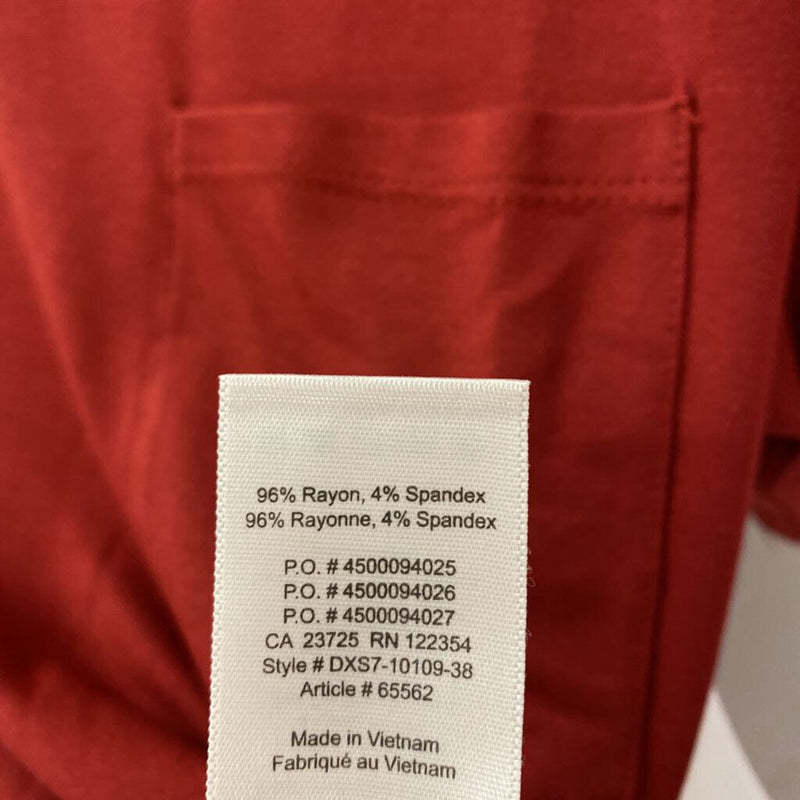 96% Rayon, 4% Spandex
96% Rayonne, 4% Spandex
P.O. # 4500094025
P.O. # 4500094026
P.O. # 4500094027
CA 23725 RN 122354
Style # DXS7-10109-38
Article # 65562
Made in Vietnam
Fabriqué au Vietnam